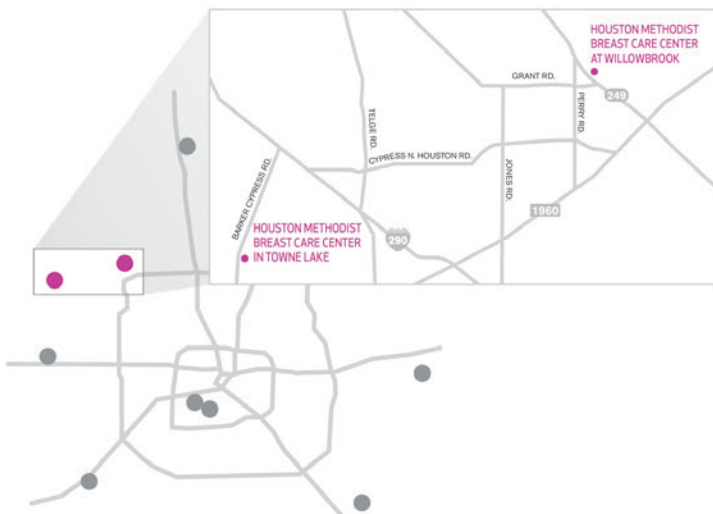 HOUSTON METHODIST
BREAST CARE CENTER
AT WILLOWBROOK
GRANT RD.
249
PERRY RD.
TELGE RD.
CYPRESS N. HOUSTON RD.
JONES RD.
BARKER CYPRESS RD.
1960
HOUSTON METHODIST
BREAST CARE CENTER
IN TOWNE LAKE
290